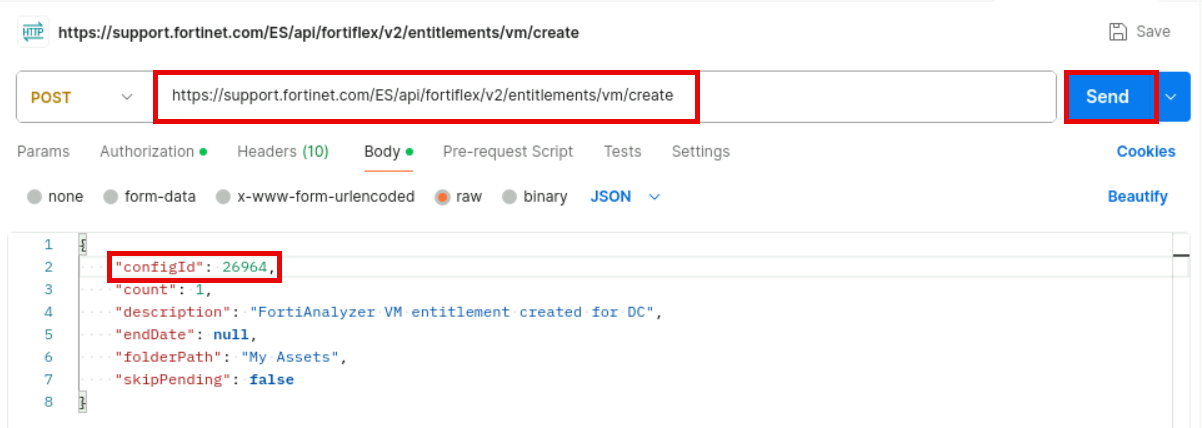 HTTP https://support.fortinet.com/ES/api/fortiflex/v2/entitlements/vm/create Save
POST https://support.fortinet.com/ES/api/fortiflex/v2/entitlements/vm/create Send
Params Authorization Headers (10) Body Pre-request Script Tests Settings Cookies
none form-data x-www-form-urlencoded raw binary JSON Beautify
1 {
2 "configId": 26964,
3 "count": 1,
4 "description": "FortiAnalyzer VM entitlement created for DC",
5 "endDate": null,
6 "folderPath": "My Assets",
7 "skipPending": false
8 }